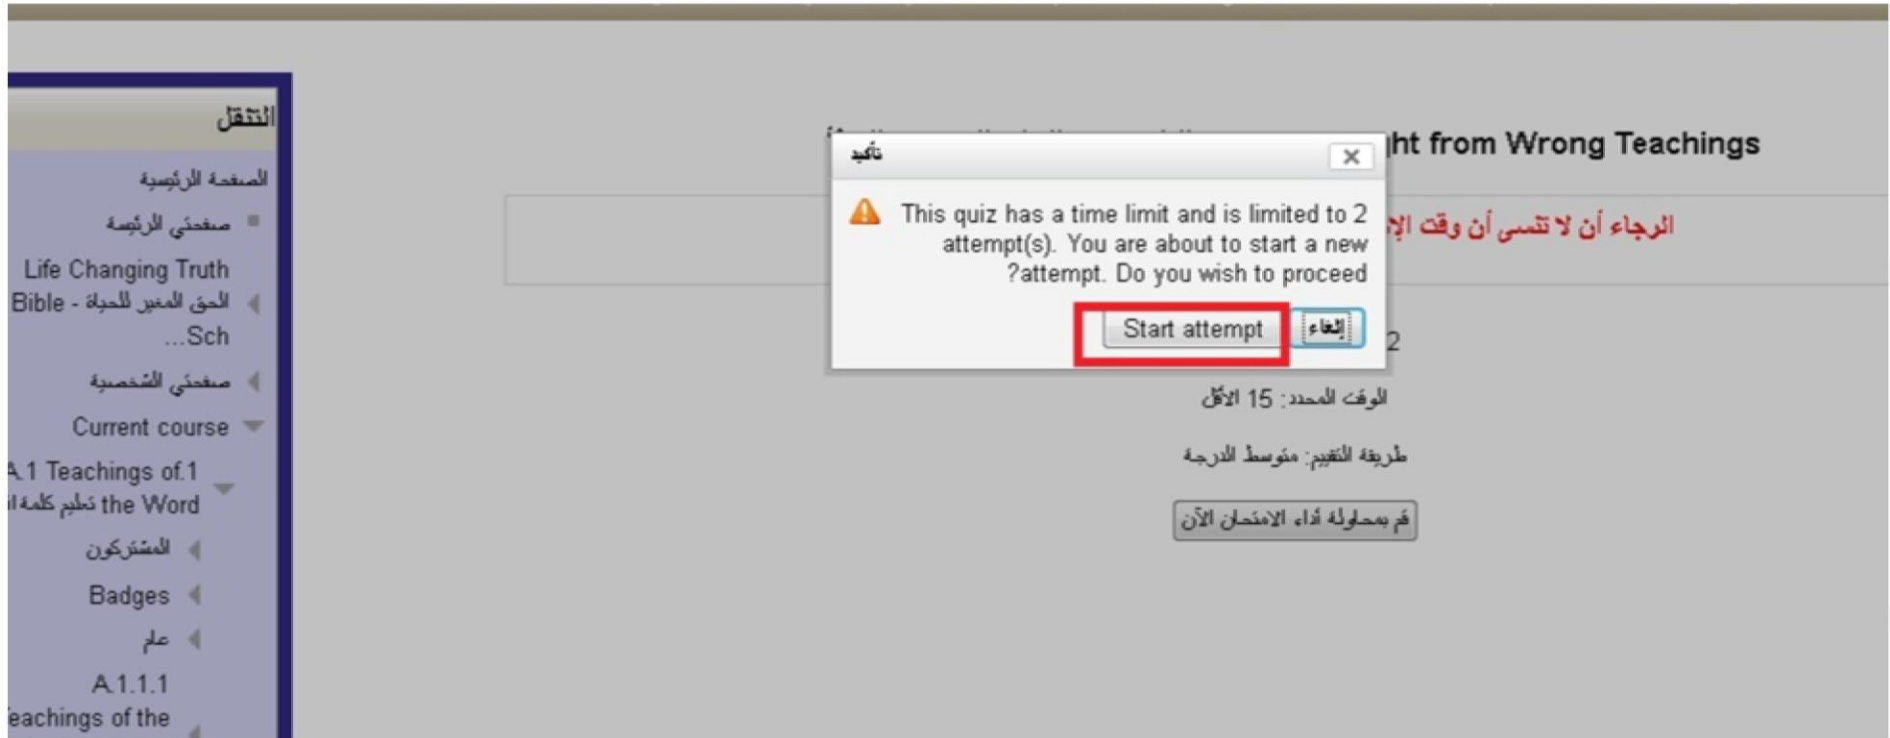 التنقل
الصفحة الرئيسية
صفحتي الرئيسة
Life Changing Truth
الحق المغير للحياة - Bible
...Sch
صفحتي الشخصية
Current course
A.1 Teachings of.1
the Word تعليم كلمة
المشتركون
Badges
عام
A.1.1.1
Teachings of the
ht from Wrong Teachings
الرجاء أن لا تنسى أن وقت
تأكيد
This quiz has a time limit and is limited to 2
attempt(s). You are about to start a new
?attempt. Do you wish to proceed
Start attempt
إلغاء
2
الوقت المحدد: 15 الأقل
طريقة التقييم: متوسط الدرجة
قم بمحاولة أداء الامتحان الآن